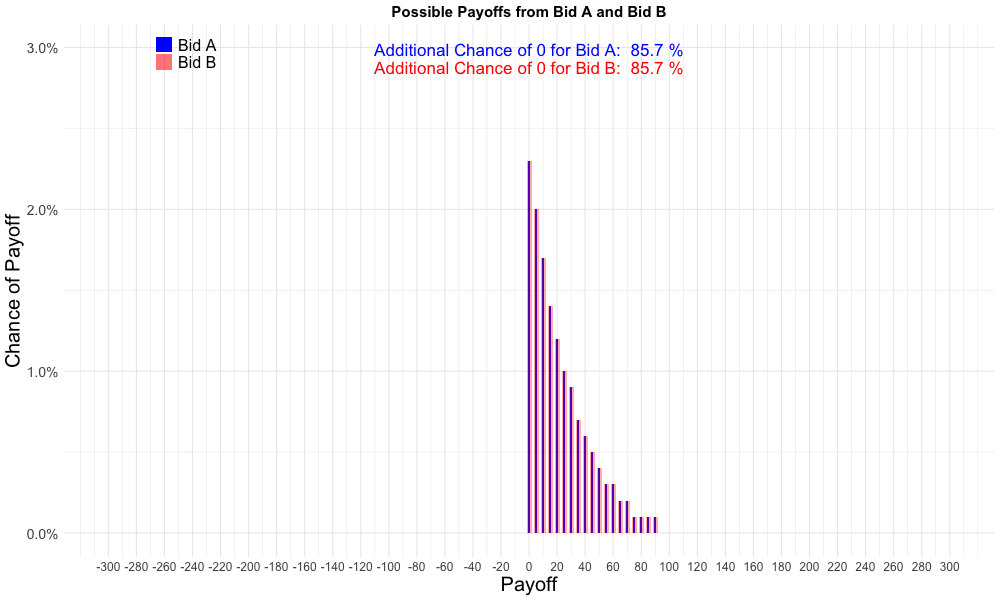 Possible Payoffs from Bid A and Bid B
Bid A
Bid B
Additional Chance of 0 for Bid A: 85.7 %
Additional Chance of 0 for Bid B: 85.7 %
Chance of Payoff
3.0%
2.0%
1.0%
0.0%
-300 -280 -260 -240 -220 -200 -180 -160 -140 -120 -100 -80 -60 -40 -20 0 20 40 60 80 100 120 140 160 180 200 220 240 260 280 300
Payoff